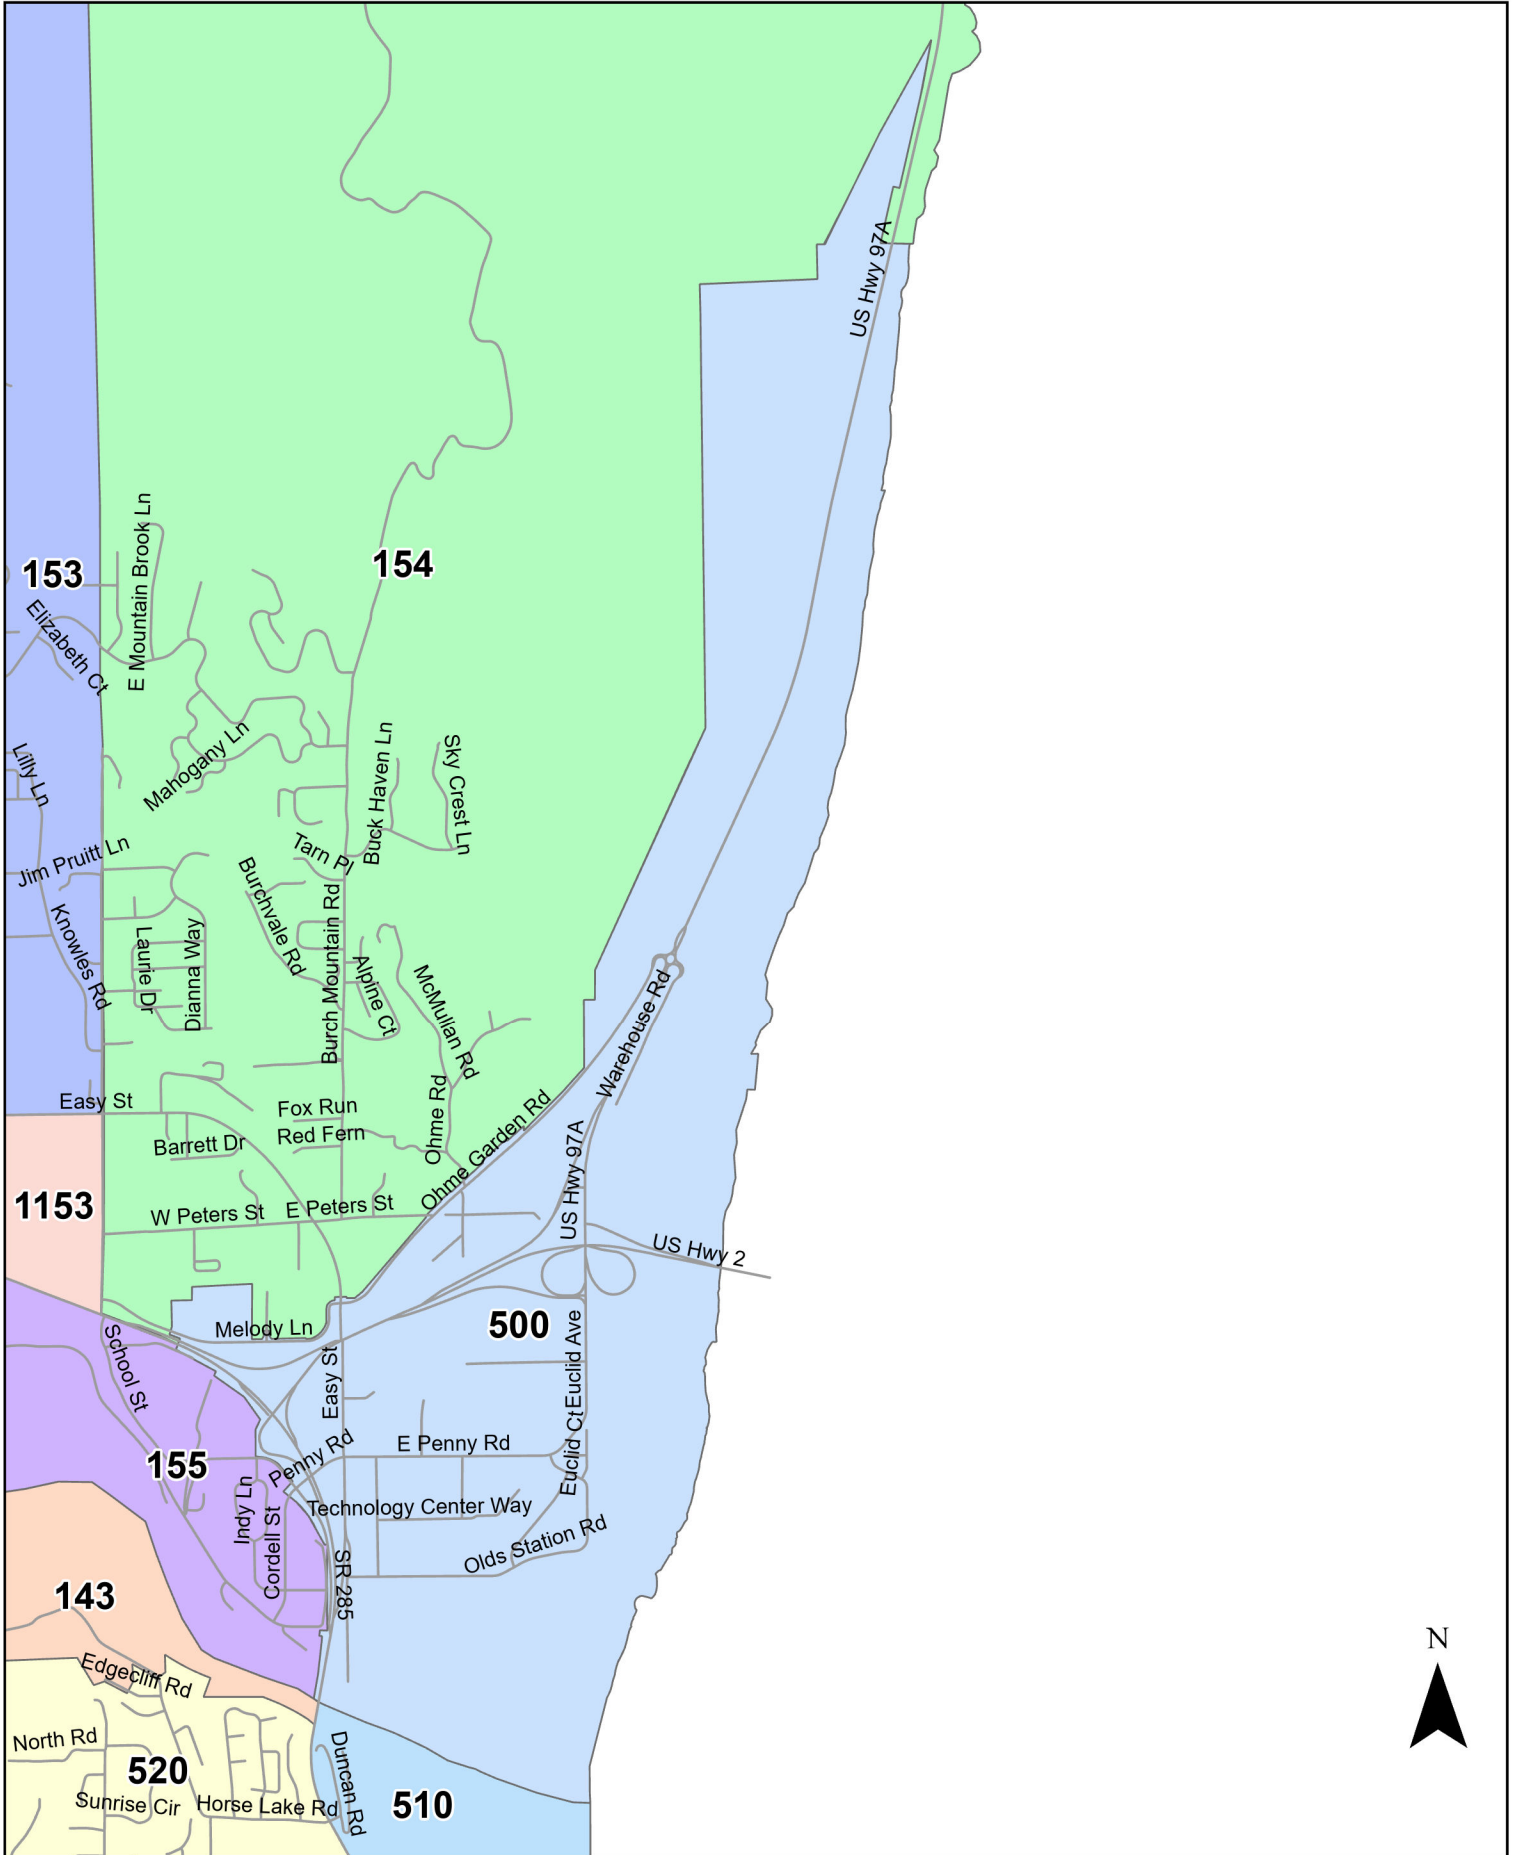 US Hwy 97A
153
154
E Mountain Brook Ln
Elizabeth Ct
Mahogany Ln
Lilly Ln
Buck Haven Ln
Sky Crest Ln
Jim Pruitt Ln
Tarn Pl
Burchvale Rd
Burch Mountain Rd
Knowles Rd
Laurie Dr
Dianna Way
Alpine Ct
McMullan Rd
Warehouse Rd
Easy St
Fox Run
Red Fern
Barrett Dr
Ohme Rd
Ohme Garden Rd
US Hwy 97A
1153
W Peters St
E Peters St
US Hwy 2
500
Melody Ln
School St
Easy St
Euclid Ave
Euclid Ct
155
Penny Rd
E Penny Rd
Indy Ln
Cordell St
Technology Center Way
Olds Station Rd
SR 285
143
N
Edgecliff Rd
North Rd
520
Sunrise Cir
Horse Lake Rd
Duncan Rd
510